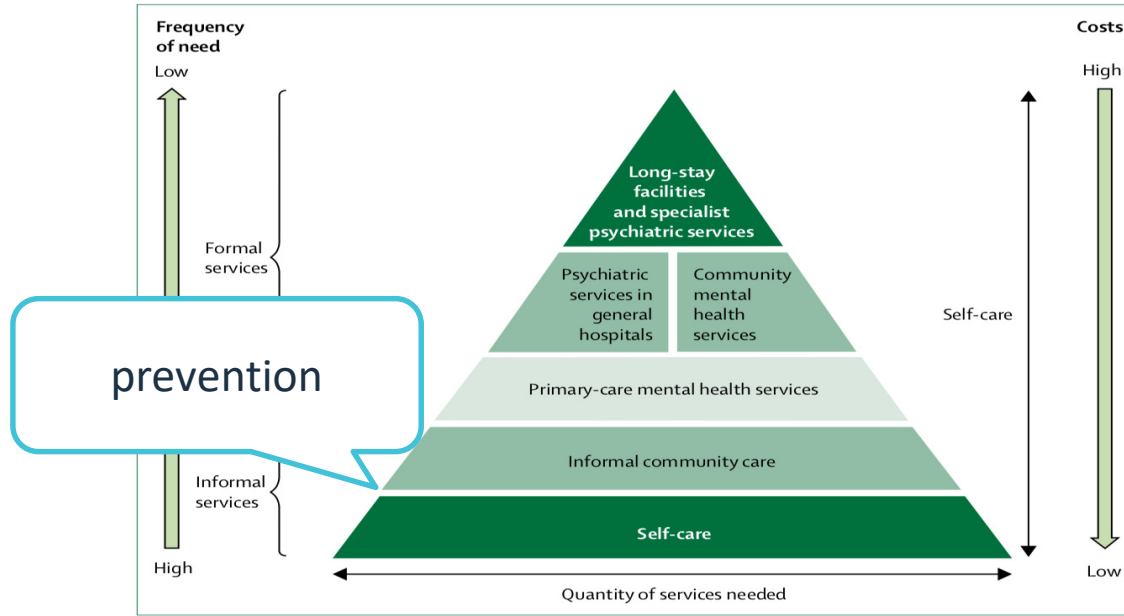 Frequency
of need
Low
Costs
High
Long-stay
facilities
and specialist
psychiatric services
Formal
services
Psychiatric
services in
general
hospitals
Community
mental
health
services
Self-care
prevention
Primary-care mental health services
Informal community care
Informal
services
Self-care
High
Low
Quantity of services needed